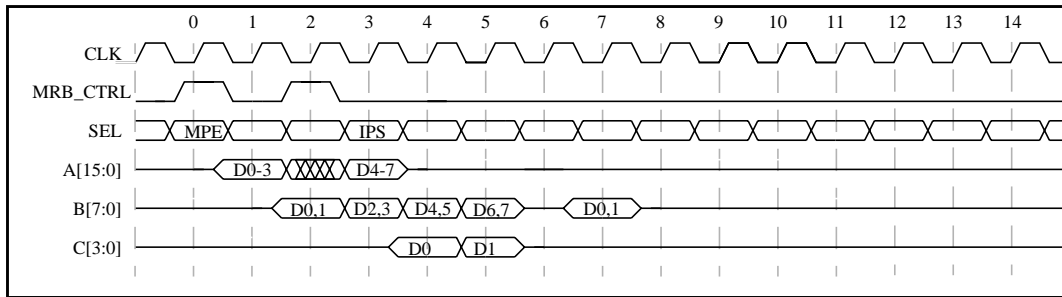 0 1 2 3 4 5 6 7 8 9 10 11 12 13 14
CLK
MRB_CTRL
SEL MPE IPS
A[15:0] D0-3 D4-7
B[7:0] D0,1 D2,3 D4,5 D6,7 D0,1
C[3:0] D0 D1